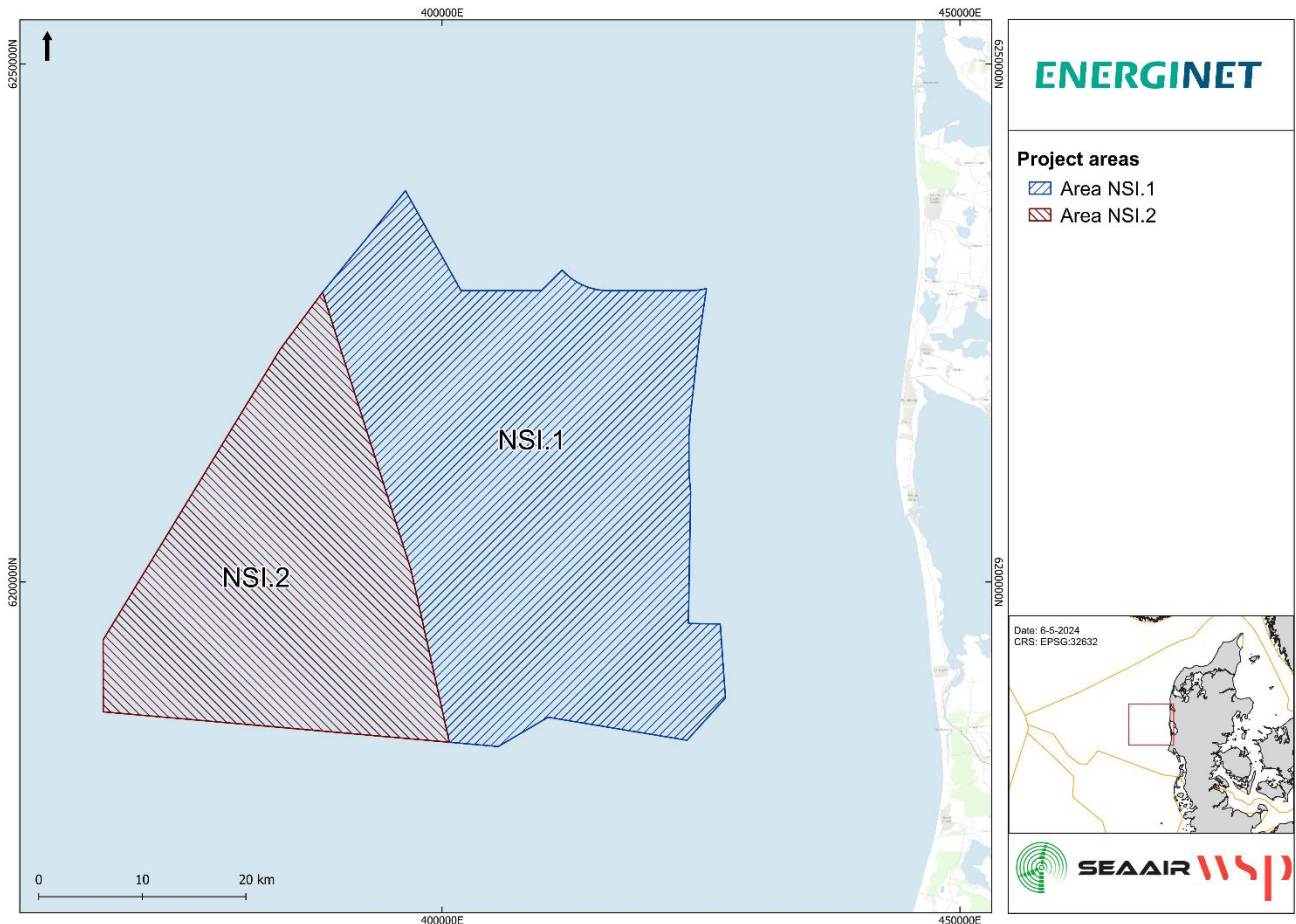 400000E
450000E
6250000N
6250000N
ENERGINET
Project areas
Area NSI.1
Area NSI.2
NSI.1
NSI.2
6200000N
6200000N
Date: 6-5-2024
CRS: EPSG:32632
0 10 20 km
SEAAIR wsp
400000E
450000E